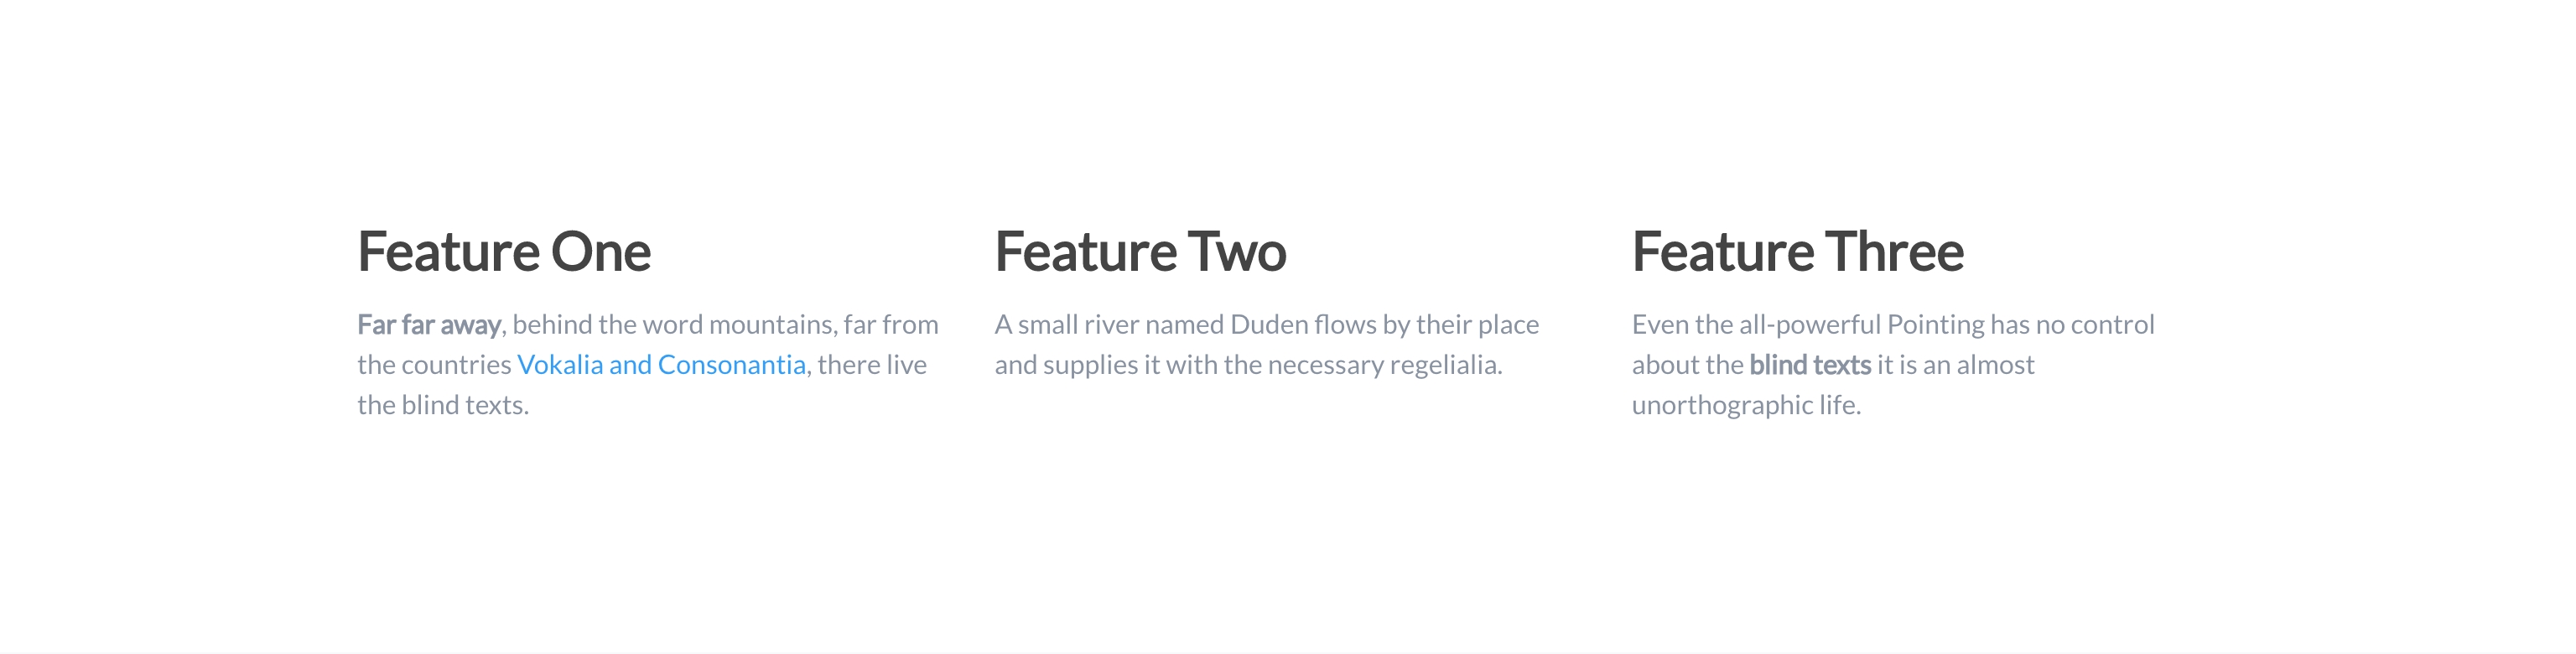 Feature One
Far far away, behind the word mountains, far from
the countries Vokalia and Consonantia, there live
the blind texts.
Feature Two
A small river named Duden flows by their place
and supplies it with the necessary regelialia.
Feature Three
Even the all-powerful Pointing has no control
about the blind texts it is an almost
unorthographic life.